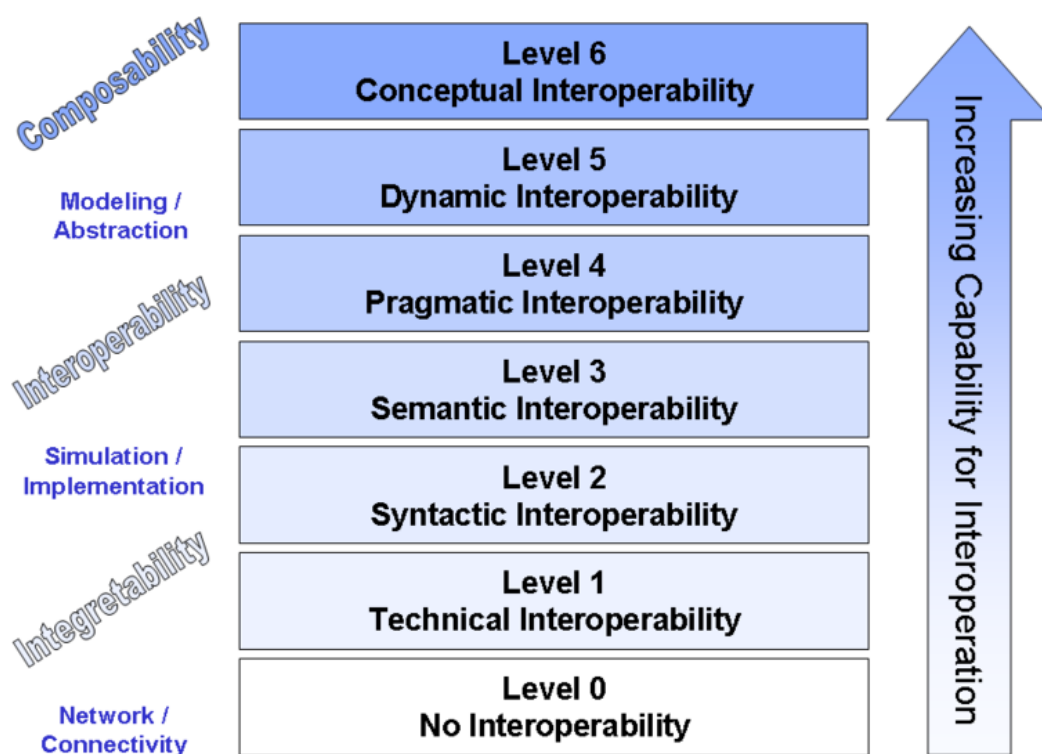 Composability
Modeling /
Abstraction
Interoperability
Simulation /
Implementation
Integretability
Network /
Connectivity
Level 6
Conceptual Interoperability
Level 5
Dynamic Interoperability
Level 4
Pragmatic Interoperability
Level 3
Semantic Interoperability
Level 2
Syntactic Interoperability
Level 1
Technical Interoperability
Level 0
No Interoperability
Increasing Capability for Interoperation